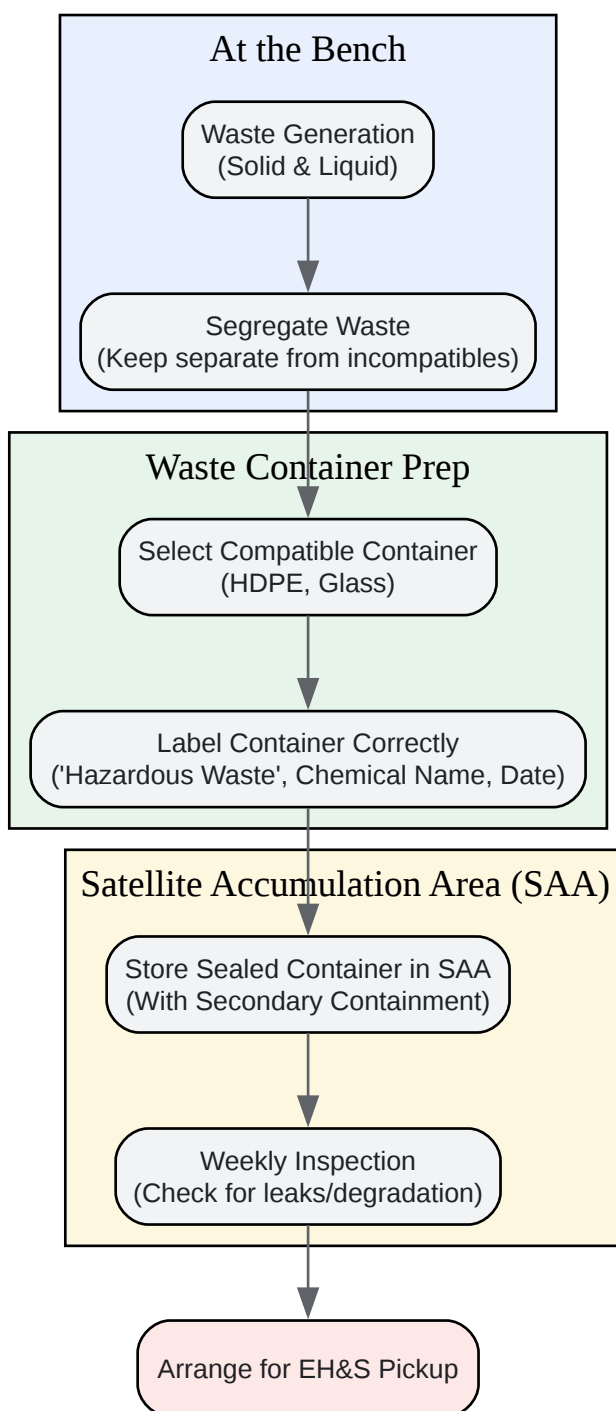 At the Bench
Waste Generation
(Solid & Liquid)
Segregate Waste
(Keep separate from incompatibles)
Waste Container Prep
Select Compatible Container
(HDPE, Glass)
Label Container Correctly
('Hazardous Waste', Chemical Name, Date)
Satellite Accumulation Area (SAA)
Store Sealed Container in SAA
(With Secondary Containment)
Weekly Inspection
(Check for leaks/degradation)
Arrange for EH&S Pickup